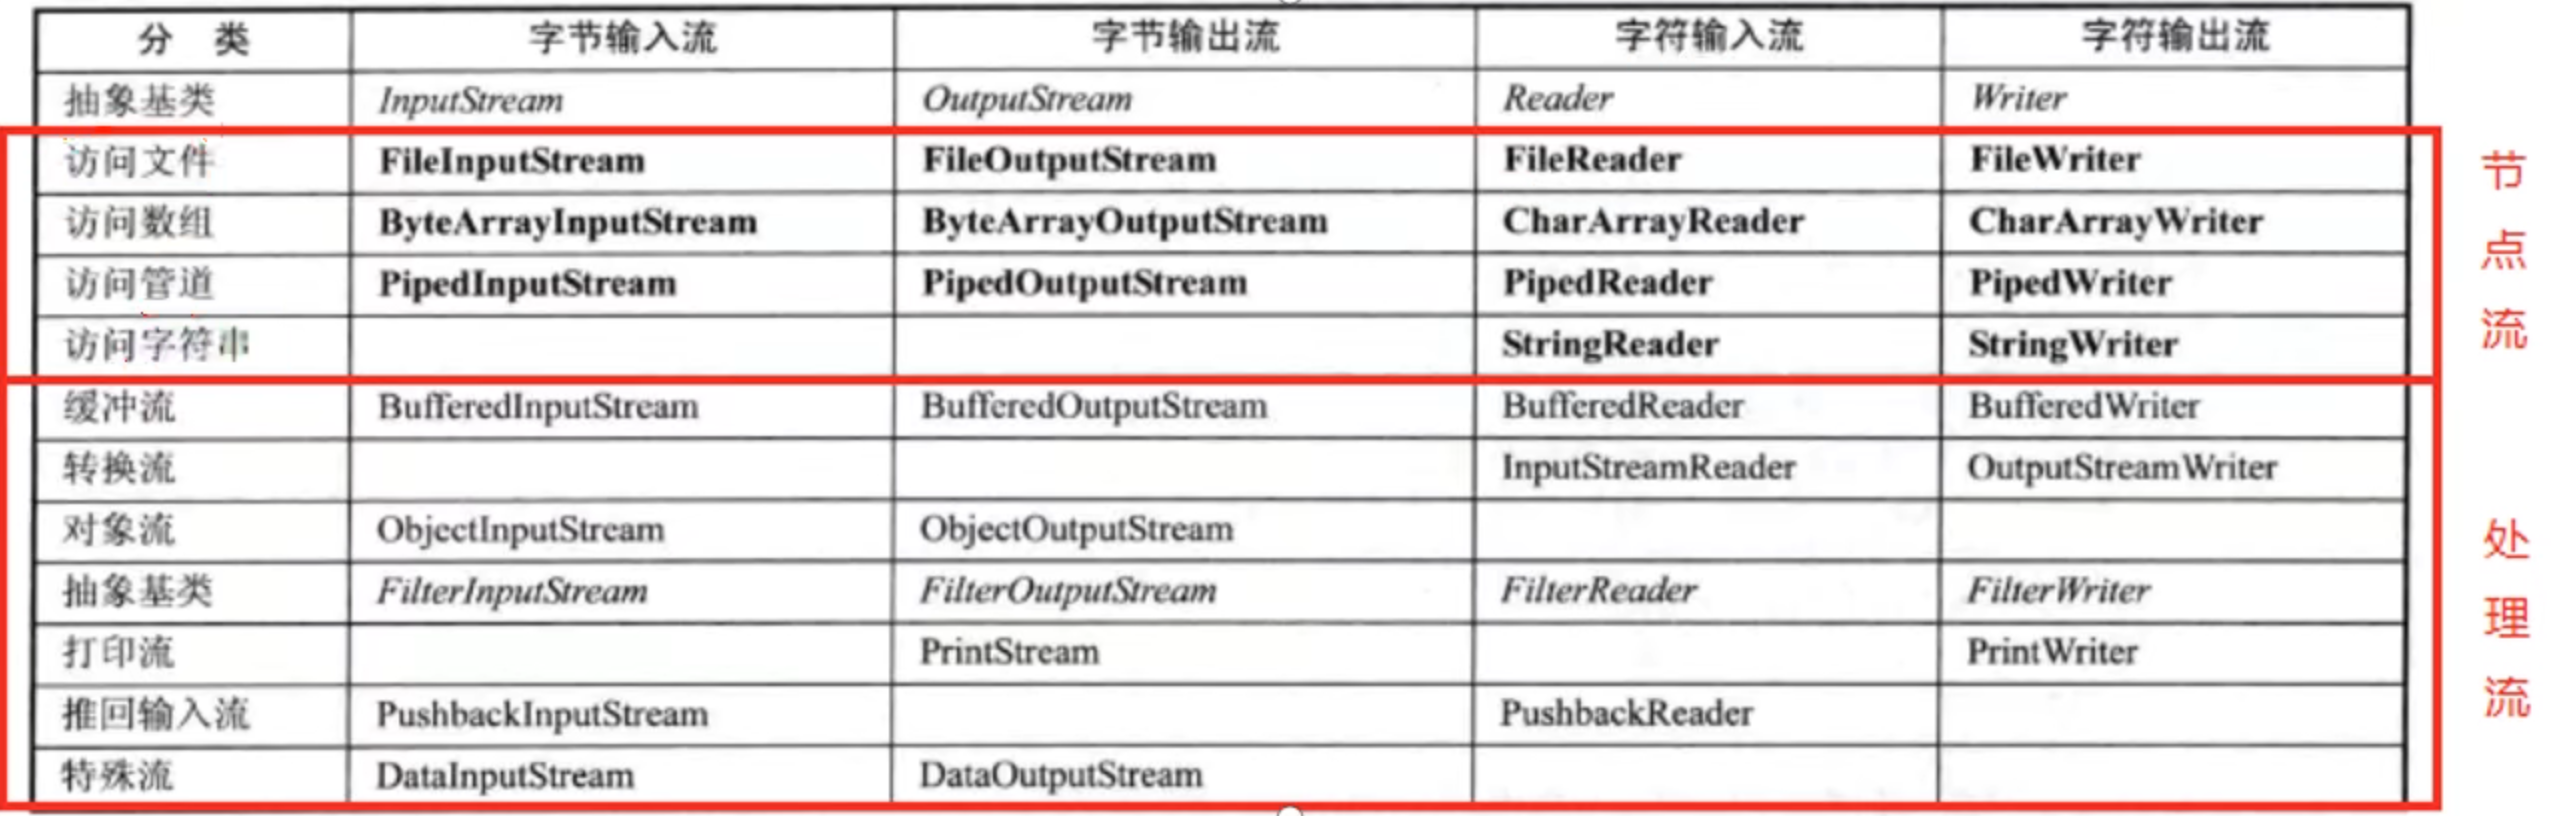 分 类 字节输入流 字节输出流 字符输入流 字符输出流
抽象基类 InputStream OutputStream Reader Writer
访问文件 FileInputStream FileOutputStream FileReader FileWriter
访问数组 ByteArrayInputStream ByteArrayOutputStream CharArrayReader CharArrayWriter
访问管道 PipedInputStream PipedOutputStream PipedReader PipedWriter
访问字符串 StringReader StringWriter
缓冲流 BufferedInputStream BufferedOutputStream BufferedReader BufferedWriter
转换流 InputStreamReader OutputStreamWriter
对象流 ObjectInputStream ObjectOutputStream
抽象基类 FilterInputStream FilterOutputStream FilterReader FilterWriter
打印流 PrintStream PrintWriter
推回输入流 PushbackInputStream PushbackReader
特殊流 DataInputStream DataOutputStream
节点流
处理流